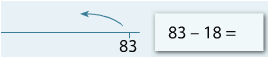 83
83 – 18 =